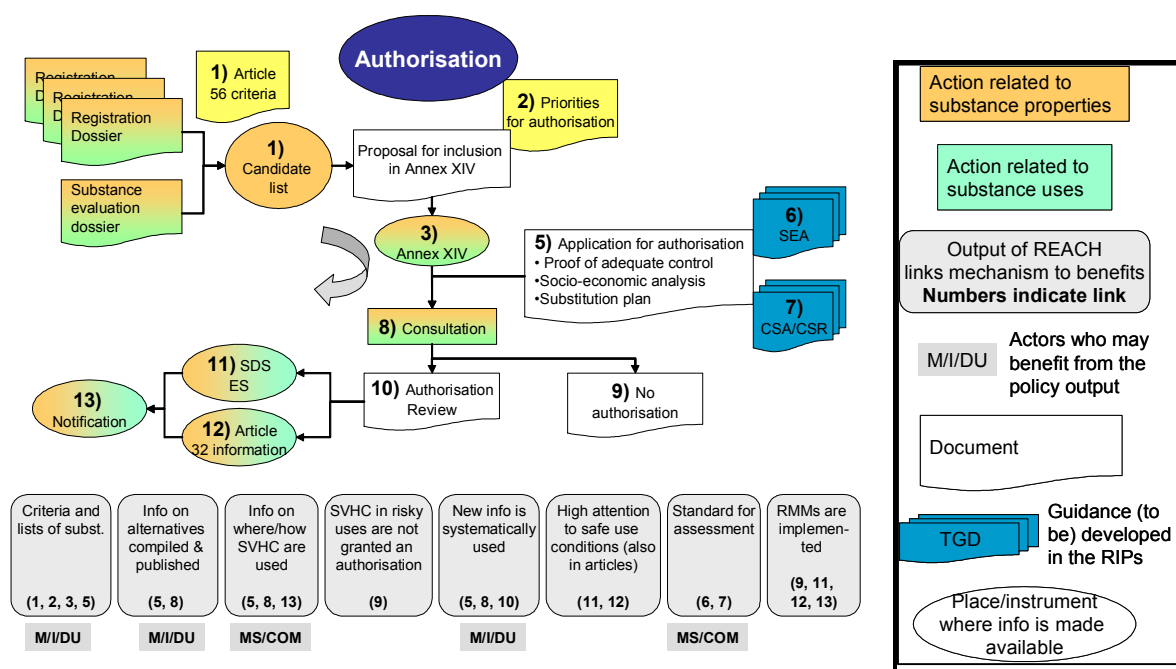 Authorisation
Registration
D
Registration
D
Registration
Dossier
1) Article
56 criteria
2) Priorities
for authorisation
1)
Candidate
list
Proposal for inclusion
in Annex XIV
Substance
evaluation
dossier
3)
Annex XIV
5) Application for authorisation
• Proof of adequate control
•Socio-economic analysis
•Substitution plan
6)
SEA
7)
CSA/CSR
8) Consultation
11) SDS
ES
10) Authorisation
Review
9) No
authorisation
13)
Notification
12) Article
32 information
Criteria and
lists of subst.
(1, 2, 3, 5)
M/I/DU
Info on
alternatives
compiled &
published
(5, 8)
M/I/DU
Info on
where/how
SVHC are
used
(5, 8, 13)
MS/COM
SVHC in risky
uses are not
granted an
authorisation
(9)
New info is
systematically
used
(5, 8, 10)
M/I/DU
High attention
to safe use
conditions (also
in articles)
(11, 12)
Standard for
assessment
(6, 7)
MS/COM
RMMs are
implemen-
ted
(9, 11,
12, 13)
Action related to
substance properties
Action related to
substance uses
Output of REACH
links mechanism to benefits
Numbers indicate link
M/I/DU
Actors who may
benefit from the
policy output
Document
TGD
Guidance (to
be) developed
in the RIPs
Place/instrument
where info is made
available